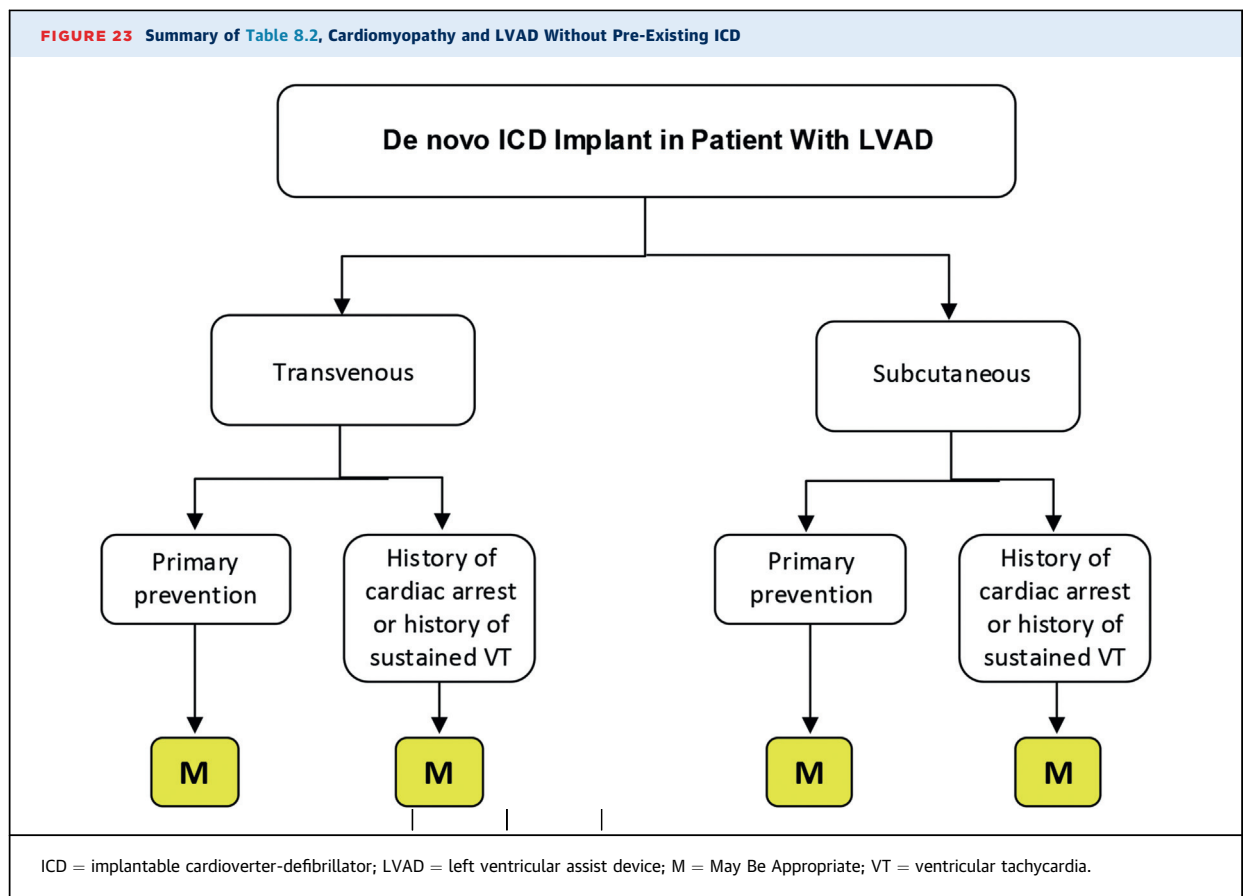 FIGURE 23 Summary of Table 8.2, Cardiomyopathy and LVAD Without Pre-Existing ICD
De novo ICD Implant in Patient With LVAD
Transvenous
Subcutaneous
Primary
prevention
History of
cardiac arrest
or history of
sustained VT
Primary
prevention
History of
cardiac arrest
or history of
sustained VT
M
M
M
M
ICD = implantable cardioverter-defibrillator; LVAD = left ventricular assist device; M = May Be Appropriate; VT = ventricular tachycardia.